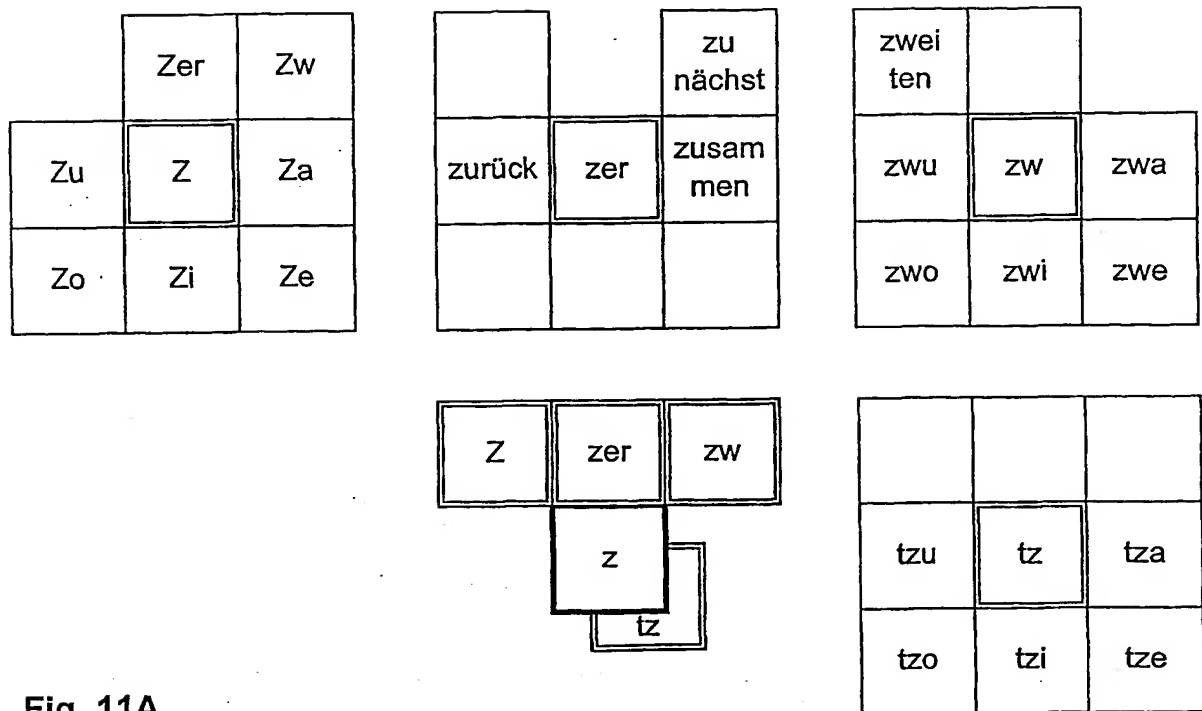 Zer Zw
Zu Z Za
Zo Zi Ze
zu
nächst
zurück zer zusam
men
zwei
ten
zwu zw zwa
zwo zwi zwe
Z zer zw
z
tz
tzu tz tza
tzo tzi tze
Fig. 11A